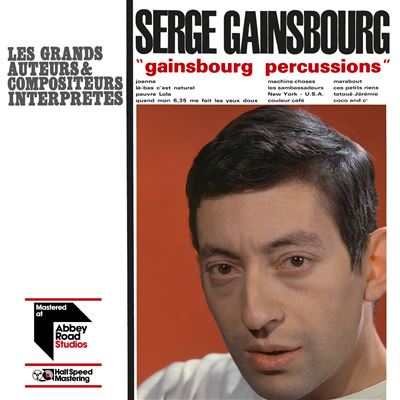 LES GRANDS
AUTEURS &
COMPOSITEURS
INTERPRETES
SERGE GAINSBOURG
"gainsbourg percussions"
joanna
là-bas c'est naturel
pauvre Lola
quand mon 6,35 me fait les yeux doux
machins choses
les sambassadeurs
New York - U.S.A.
couleur café
marabout
ces petits riens
tatoué Jérémie
coco and co
Mastered
at
Abbey
Road
Studios
Half Speed
Mastering